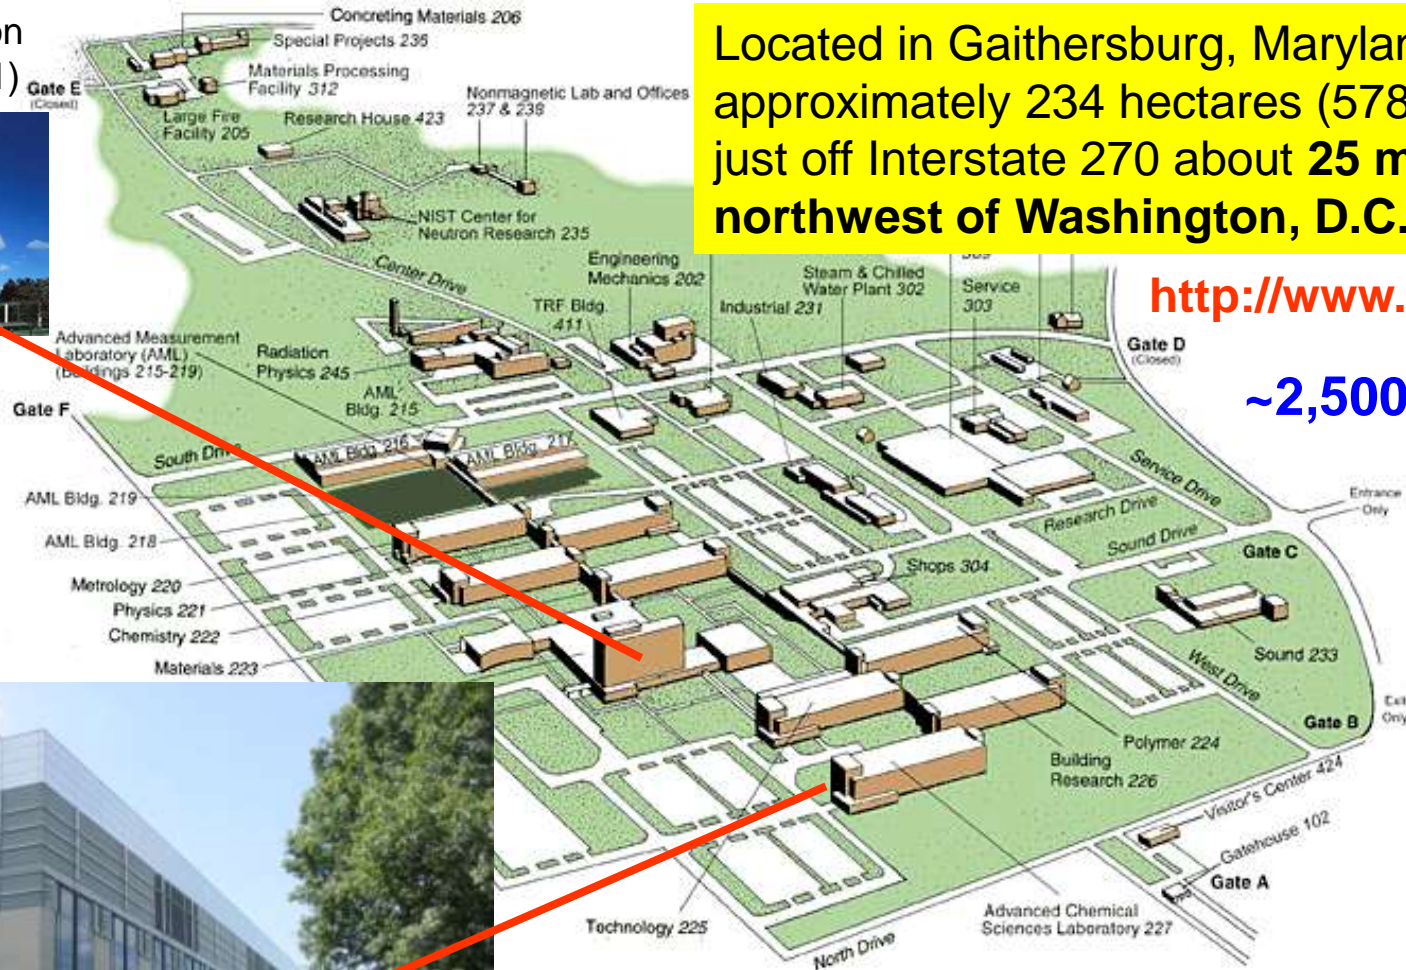 on
1)
Located in Gaithersburg, Maryland
approximately 234 hectares (578
just off Interstate 270 about 25 m
northwest of Washington, D.C.
http://www.
~2,500
Concreting Materials 206
Special Projects 236
Gate E
(Closed)
Materials Processing
Facility 312
Large Fire
Facility 205
Research House 423
Nonmagnetic Lab and Offices
237 & 238
NIST Center for
Neutron Research 235
Center Drive
Engineering
Mechanics 202
TRF Bldg.
411
Industrial 231
Steam & Chilled
Water Plant 302
Service
303
Gate D
(Closed)
Advanced Measurement
Laboratory (AML)
(Buildings 215-219)
Radiation
Physics 245
AML
Bldg. 215
Gate F
South Drive
AML Bldg. 216
AML Bldg. 217
AML Bldg. 219
AML Bldg. 218
Metrology 220
Physics 221
Chemistry 222
Materials 223
Service Drive
Research Drive
Sound Drive
Entrance
Only
Gate C
Shops 304
Sound 233
West Drive
Gate B
Exit
Only
Polymer 224
Building
Research 226
Visitor's Center 424
Gatehouse 102
Gate A
Technology 225
Advanced Chemical
Sciences Laboratory 227
North Drive